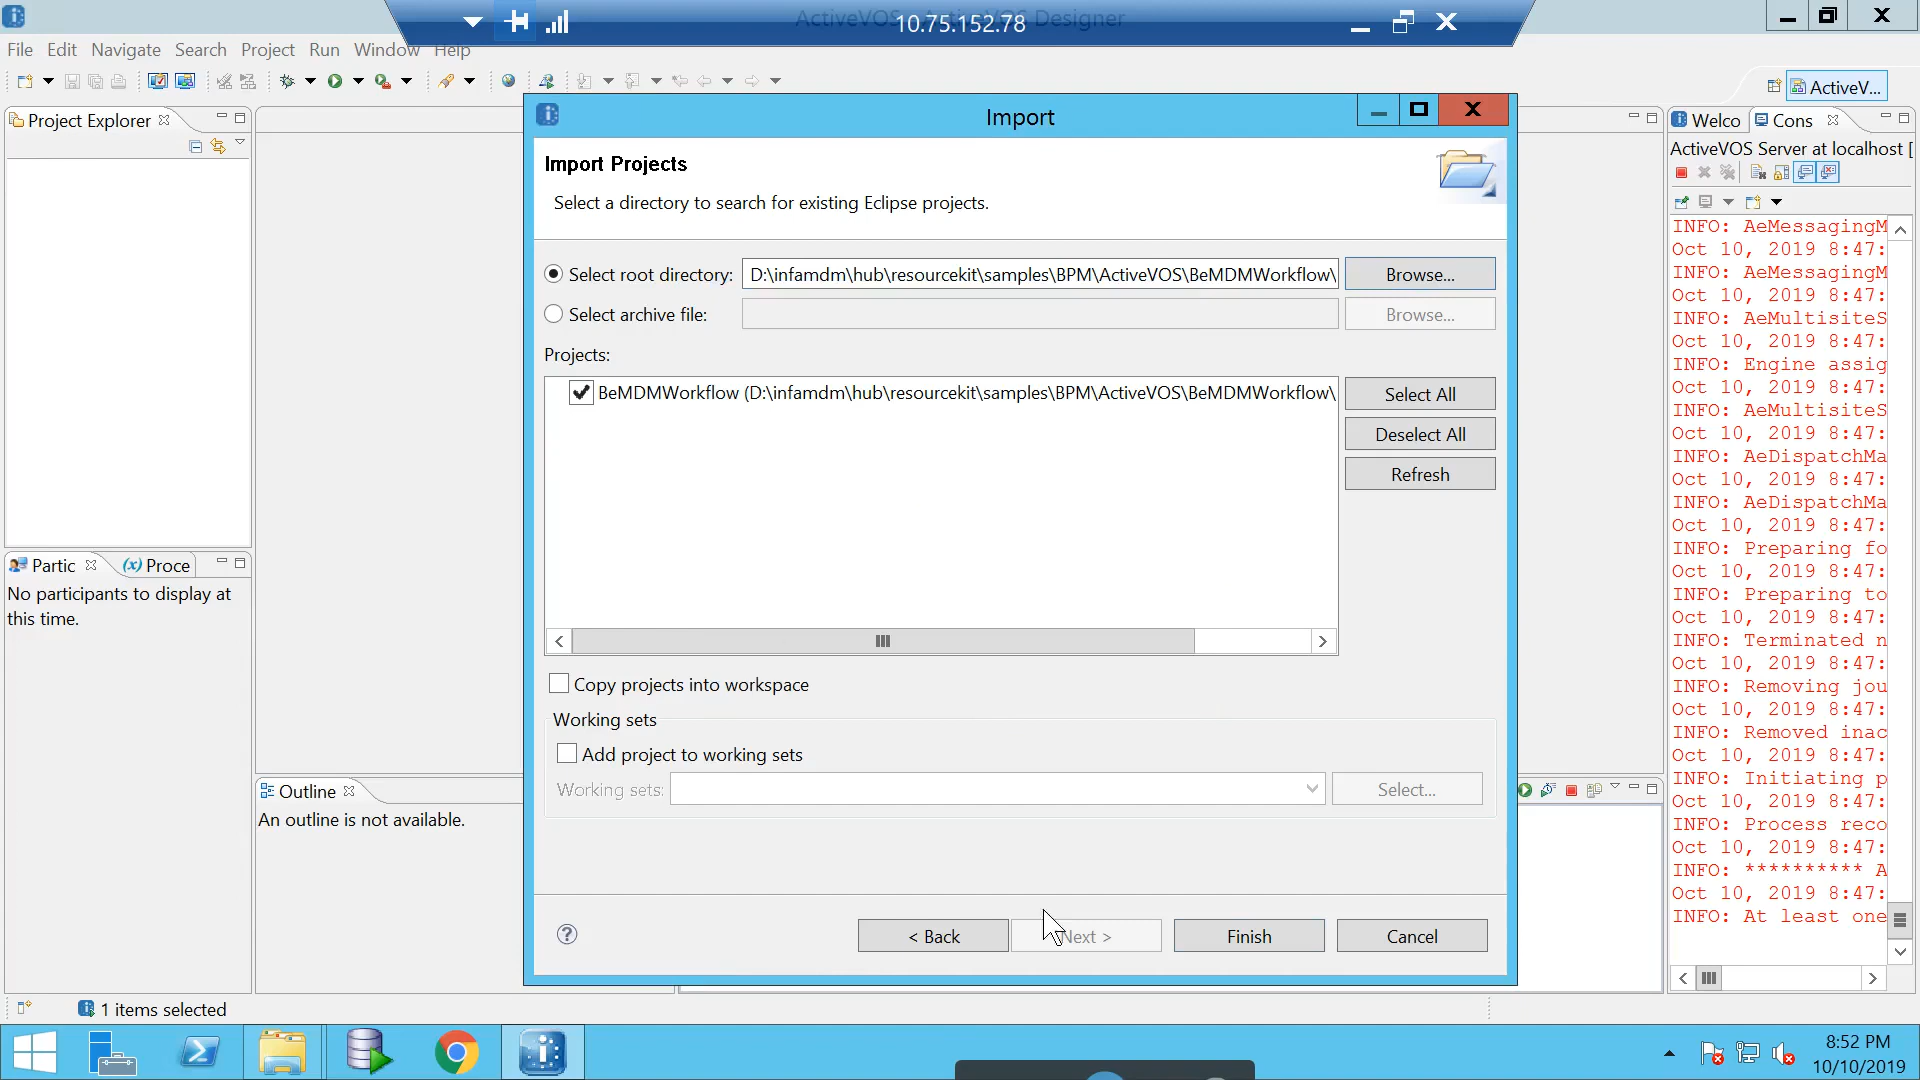 ActiveVOS - ActiveVOS Designer
10.75.152.78
File Edit Navigate Search Project Run Window Help
ActiveV...
Project Explorer
Import
Welco Cons
Import Projects
Select a directory to search for existing Eclipse projects.
ActiveVOS Server at localhost [
Select root directory: D:\infamdm\hub\resourcekit\samples\BPM\ActiveVOS\BeMDMWorkflow\ Browse...
Select archive file: Browse...
Projects:
BeMDMWorkflow (D:\infamdm\hub\resourcekit\samples\BPM\ActiveVOS\BeMDMWorkflow\
Select All
Deselect All
Refresh
Copy projects into workspace
Working sets
Add project to working sets
Working sets: Select...
< Back Next > Finish Cancel
Partic (x) Proce
No participants to display at
this time.
Outline
An outline is not available.
INFO: AeMessagingM
Oct 10, 2019 8:47:
INFO: AeMessagingM
Oct 10, 2019 8:47:
INFO: AeMultisiteS
Oct 10, 2019 8:47:
INFO: Engine assig
Oct 10, 2019 8:47:
INFO: AeMultisiteS
Oct 10, 2019 8:47:
INFO: AeDispatchMa
Oct 10, 2019 8:47:
INFO: AeDispatchMa
Oct 10, 2019 8:47:
INFO: Preparing fo
Oct 10, 2019 8:47:
INFO: Preparing to
Oct 10, 2019 8:47:
INFO: Terminated n
Oct 10, 2019 8:47:
INFO: Removing jou
Oct 10, 2019 8:47:
INFO: Removed inac
Oct 10, 2019 8:47:
INFO: Initiating p
Oct 10, 2019 8:47:
INFO: Process reco
Oct 10, 2019 8:47:
INFO: ********** A
Oct 10, 2019 8:47:
INFO: At least one
1 items selected
8:52 PM
10/10/2019